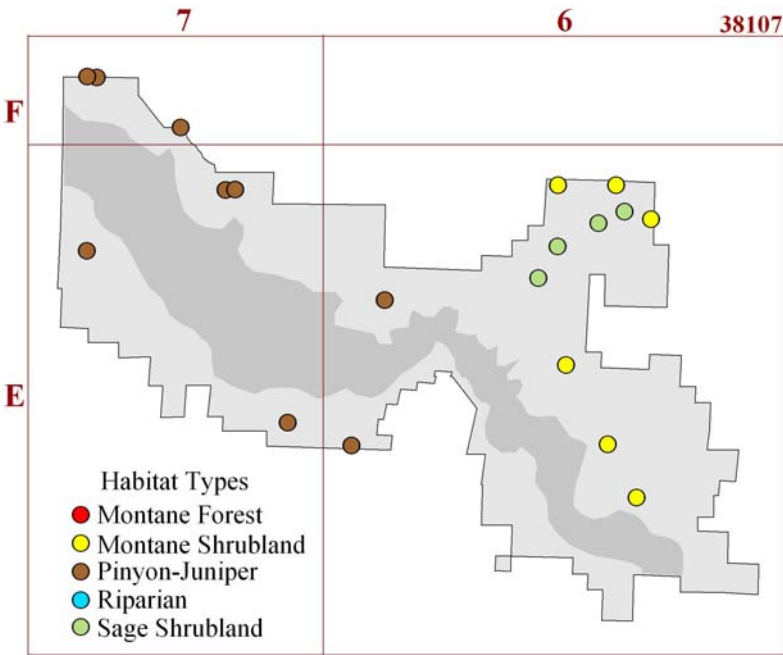 7 6 38107
F
E
Habitat Types
Montane Forest
Montane Shrubland
Pinyon-Juniper
Riparian
Sage Shrubland